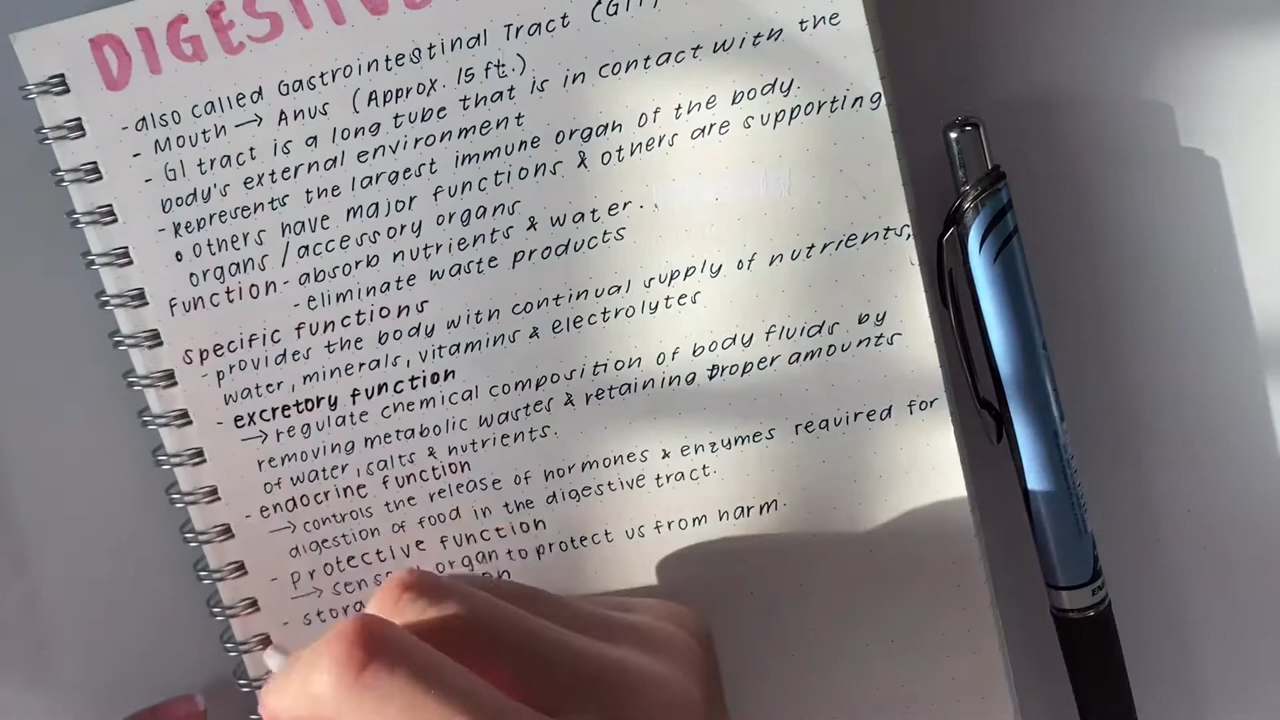 DIGESTIVE
- also called Gastrointestinal Tract (GIT)
- Mouth → Anus (Approx. 15 ft.)
- GI tract is a long tube that is in contact with the
body's external environment
- Represents the largest immune organ of the body.
• others have major functions & others are supporting
organs / accessory organs
Function - absorb nutrients & water.
- eliminate waste products
specific functions
- provides the body with continual supply of nutrients,
water, minerals, vitamins & electrolytes
- excretory function
→ regulate chemical composition of body fluids by
removing metabolic wastes & retaining proper amounts
of water, salts & nutrients.
- endocrine function
→ controls the release of hormones & enzymes required for
digestion of food in the digestive tract.
- Protective function
→ organ to protect us from harm.
-